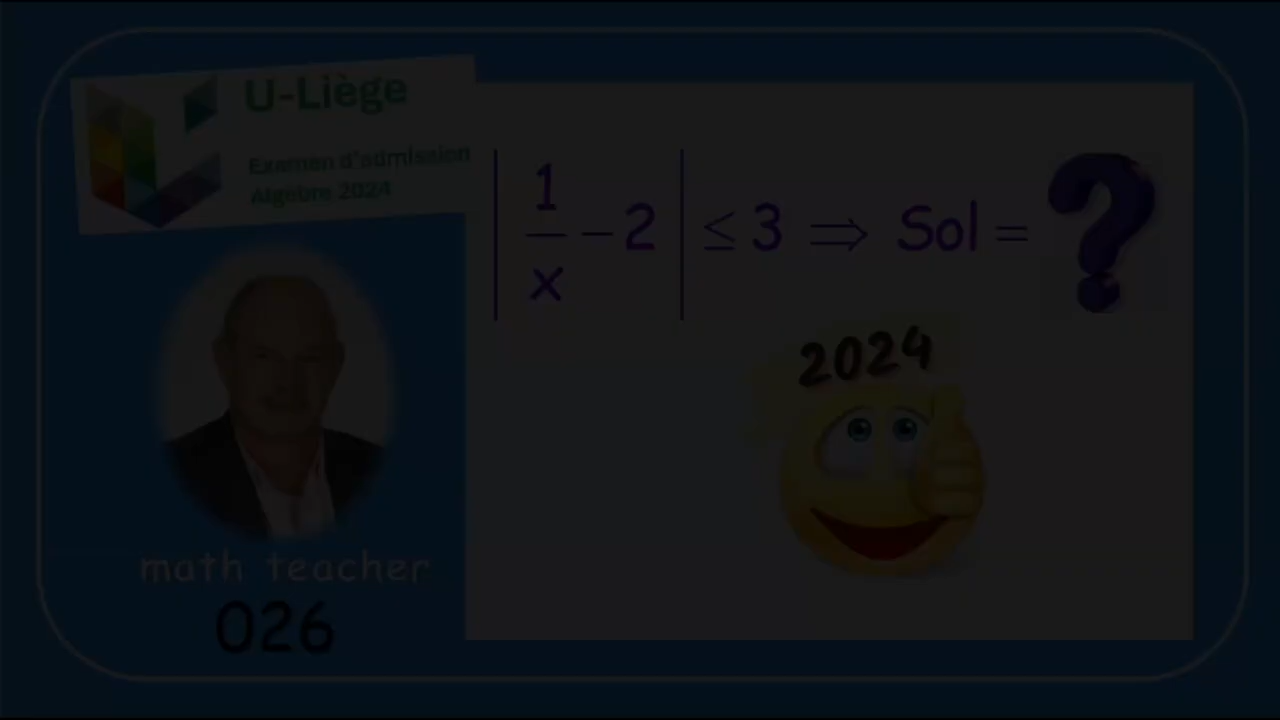 U-Liège
Examen d'admission
Algèbre 2024
| 1/x - 2 | ≤ 3 ⇒ Sol = ?
2024
math teacher
026